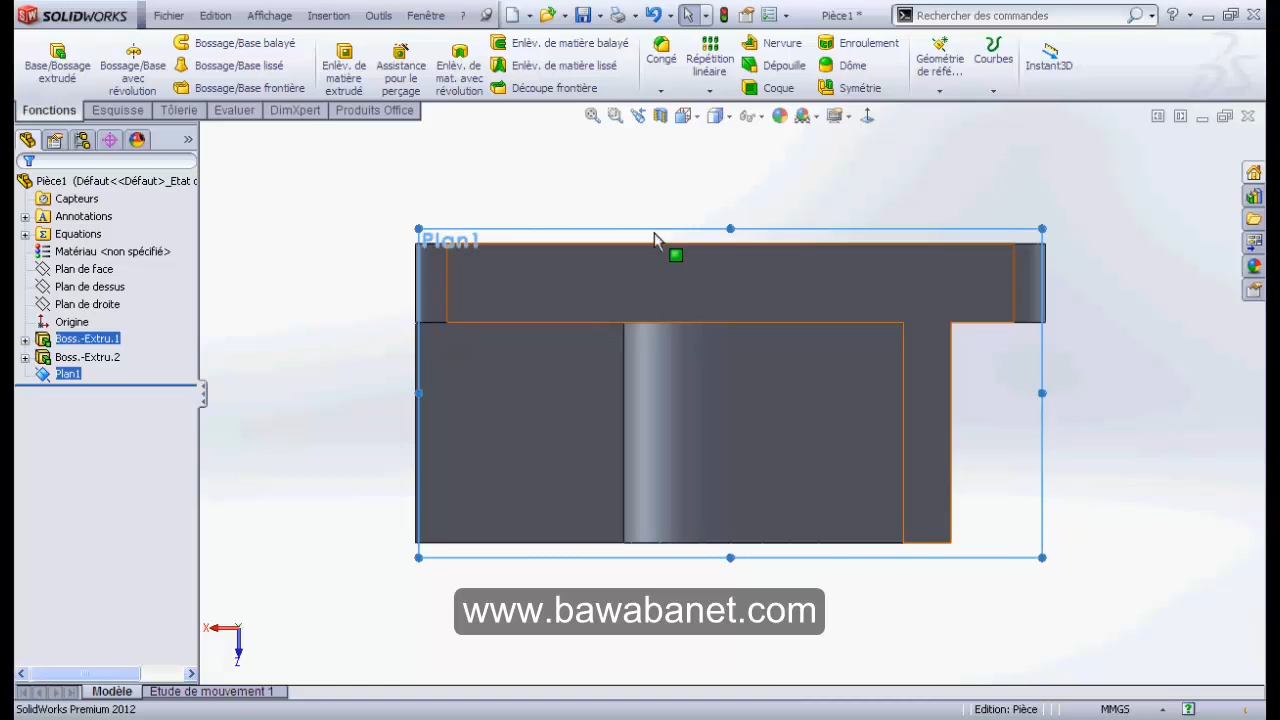 SOLIDWORKS Fichier Edition Affichage Insertion Outils Fenêtre ? Pièce1 * Rechercher des commandes
Base/Bossage extrudé
Bossage/Base avec révolution
Bossage/Base balayé
Bossage/Base lissé
Bossage/Base frontière
Enlèv. de matière extrudé
Assistance pour le perçage
Enlèv. de mat. avec révolution
Enlèv. de matière balayé
Enlèv. de matière lissé
Découpe frontière
Congé
Répétition linéaire
Nervure
Dépouille
Coque
Enroulement
Dôme
Symétrie
Géométrie de réfé...
Courbes
Instant3D
Fonctions Esquisse Tôlerie Evaluer DimXpert Produits Office
Pièce1 (Défaut<<Défaut>_Etat
Capteurs
Annotations
Equations
Matériau <non spécifié>
Plan de face
Plan de dessus
Plan de droite
Origine
Boss.-Extru.1
Boss.-Extru.2
Plan1
Plan1
www.bawabanet.com
X
Y
Z
Modèle Etude de mouvement 1
SolidWorks Premium 2012 Edition: Pièce MMGS